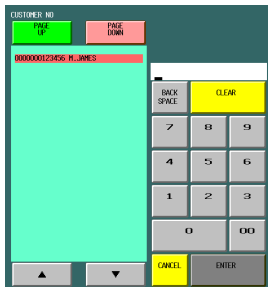 CUSTOMER NO
PAGE UP
PAGE DOWN
0000000123456 M.JAMES
BACK SPACE
CLEAR
7 8 9
4 5 6
1 2 3
0 00
▲ ▼
CANCEL ENTER